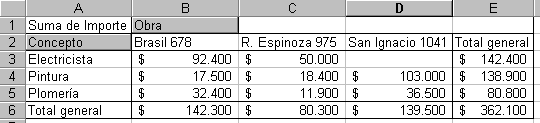 A B C D E
1 Suma de Importe Obra
2 Concepto Brasil 678 R. Espinoza 975 San Ignacio 1041 Total general
3 Electricista $ 92.400 $ 50.000 $ 142.400
4 Pintura $ 17.500 $ 18.400 $ 103.000 $ 138.900
5 Plomería $ 32.400 $ 11.900 $ 36.500 $ 80.800
6 Total general $ 142.300 $ 80.300 $ 139.500 $ 362.100